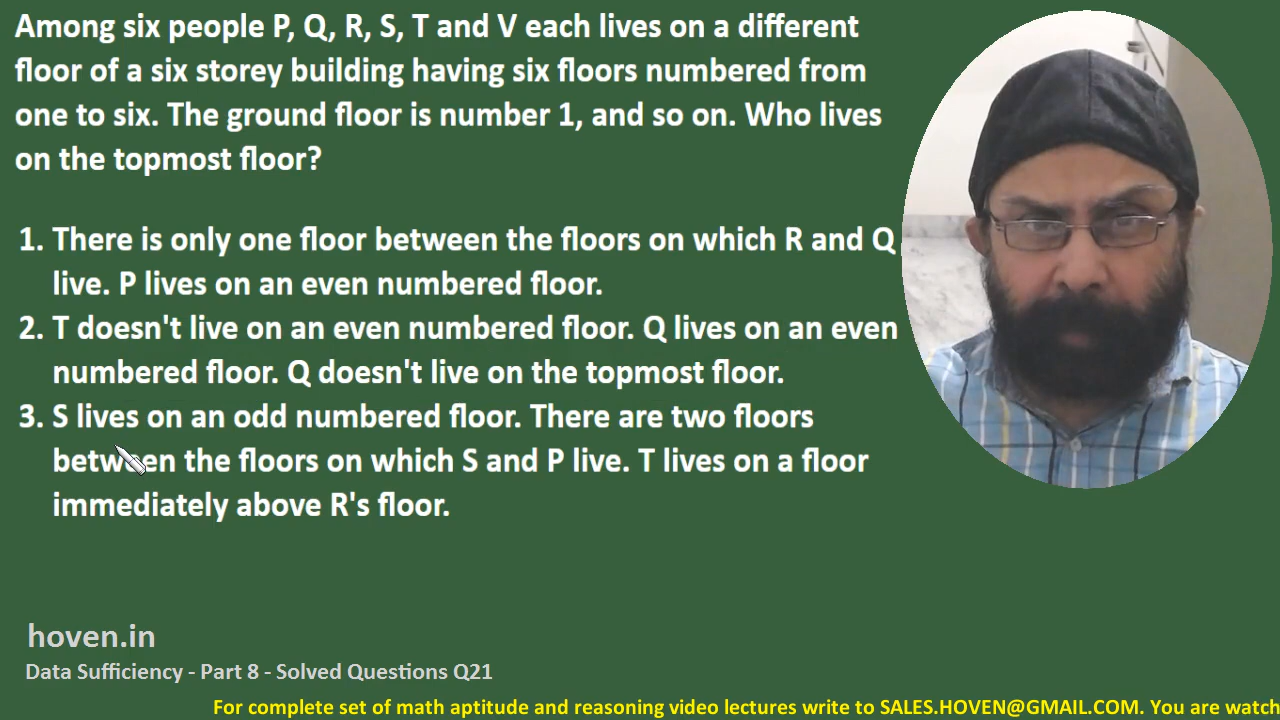 Among six people P, Q, R, S, T and V each lives on a different
floor of a six storey building having six floors numbered from
one to six. The ground floor is number 1, and so on. Who lives
on the topmost floor?
1. There is only one floor between the floors on which R and Q
live. P lives on an even numbered floor.
2. T doesn't live on an even numbered floor. Q lives on an even
numbered floor. Q doesn't live on the topmost floor.
3. S lives on an odd numbered floor. There are two floors
between the floors on which S and P live. T lives on a floor
immediately above R's floor.
hoven.in
Data Sufficiency - Part 8 - Solved Questions Q21
For complete set of math aptitude and reasoning video lectures write to SALES.HOVEN@GMAIL.COM. You are watch